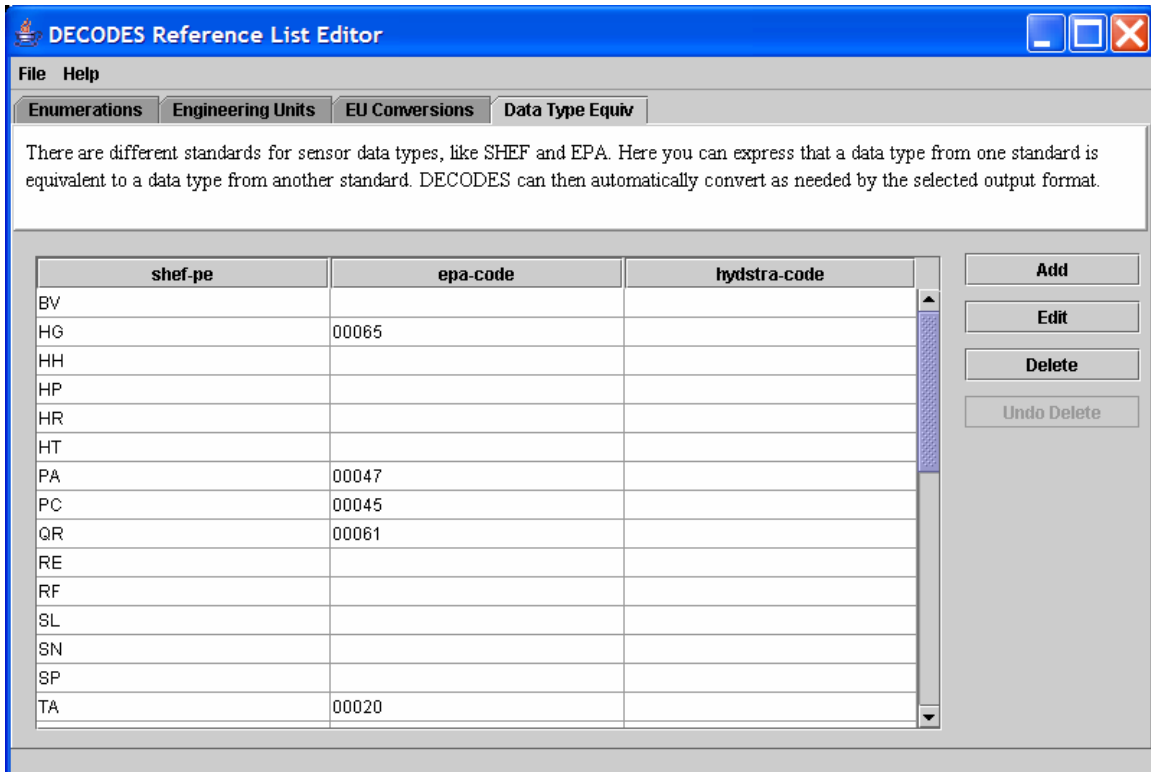 DECODES Reference List Editor
File Help
Enumerations Engineering Units EU Conversions Data Type Equiv
There are different standards for sensor data types, like SHEF and EPA. Here you can express that a data type from one standard is
equivalent to a data type from another standard. DECODES can then automatically convert as needed by the selected output format.
shef-pe epa-code hydstra-code
BV
HG 00065
HH
HP
HR
HT
PA 00047
PC 00045
QR 00061
RE
RF
SL
SN
SP
TA 00020
Add
Edit
Delete
Undo Delete